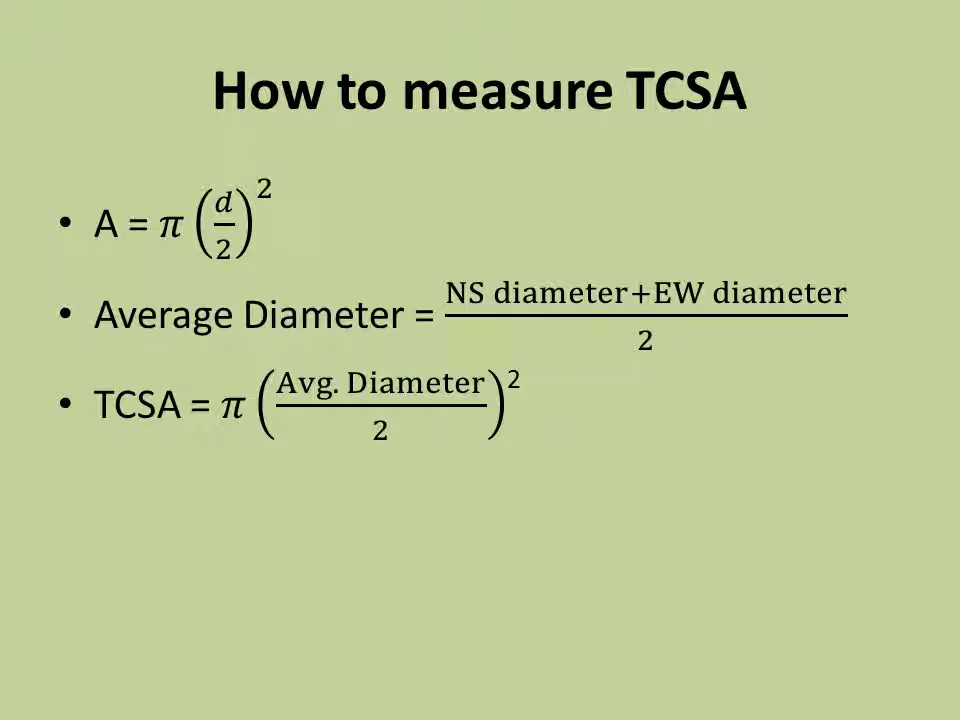 How to measure TCSA
• A = 𝜋 (𝑑/2)²
• Average Diameter = (NS diameter+EW diameter)/2
• TCSA = 𝜋 (Avg. Diameter/2)²